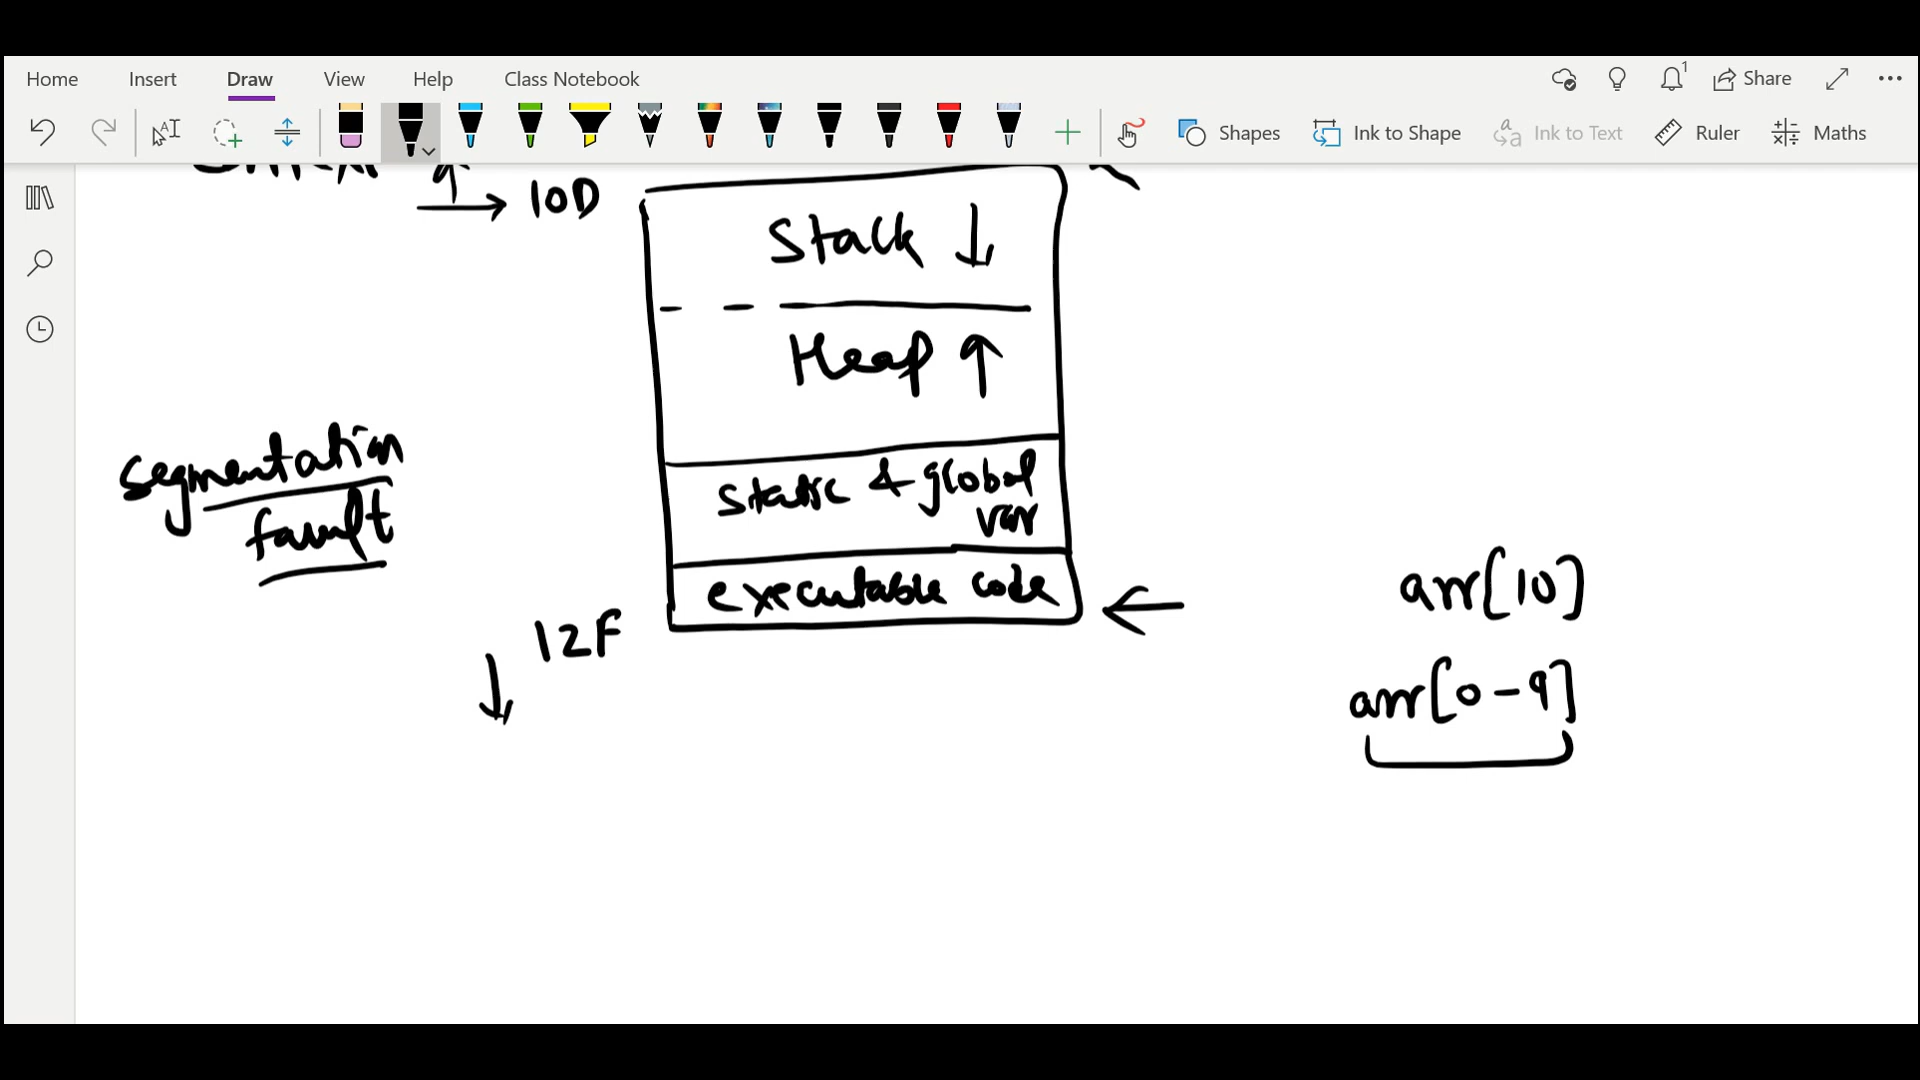 Home Insert Draw View Help Class Notebook
1 Share
Shapes Ink to Shape Ink to Text Ruler Maths
10D
Stack ↓
Heap ↑
segmentation
fault
static & global
var
executable code
12F
arr[10]
arr[0-9]